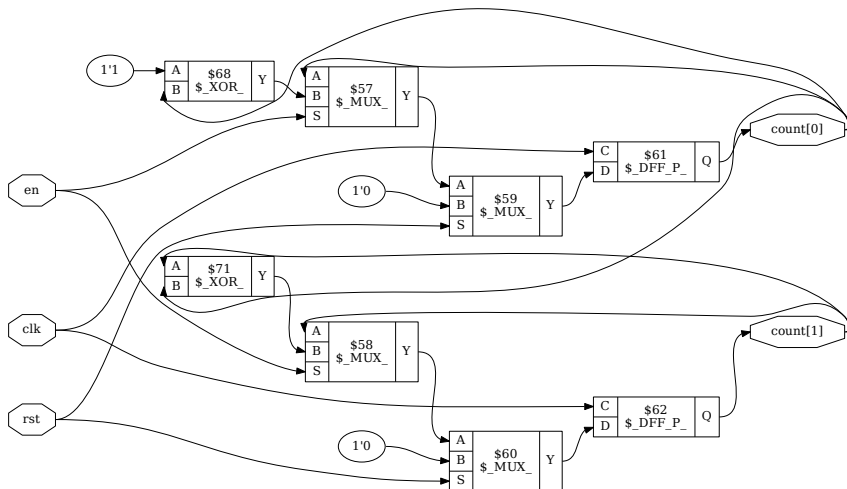 1'1
A
B
$68
$_XOR_
Y
A
B
S
$57
$_MUX_
Y
count[0]
C
D
$61
$_DFF_P_
Q
en
1'0
A
B
S
$59
$_MUX_
Y
A
B
$71
$_XOR_
Y
clk
A
B
S
$58
$_MUX_
Y
count[1]
rst
C
D
$62
$_DFF_P_
Q
1'0
A
B
S
$60
$_MUX_
Y